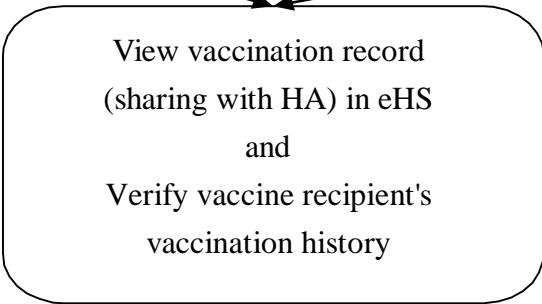 View vaccination record
(sharing with HA) in eHS
and
Verify vaccine recipient's
vaccination history